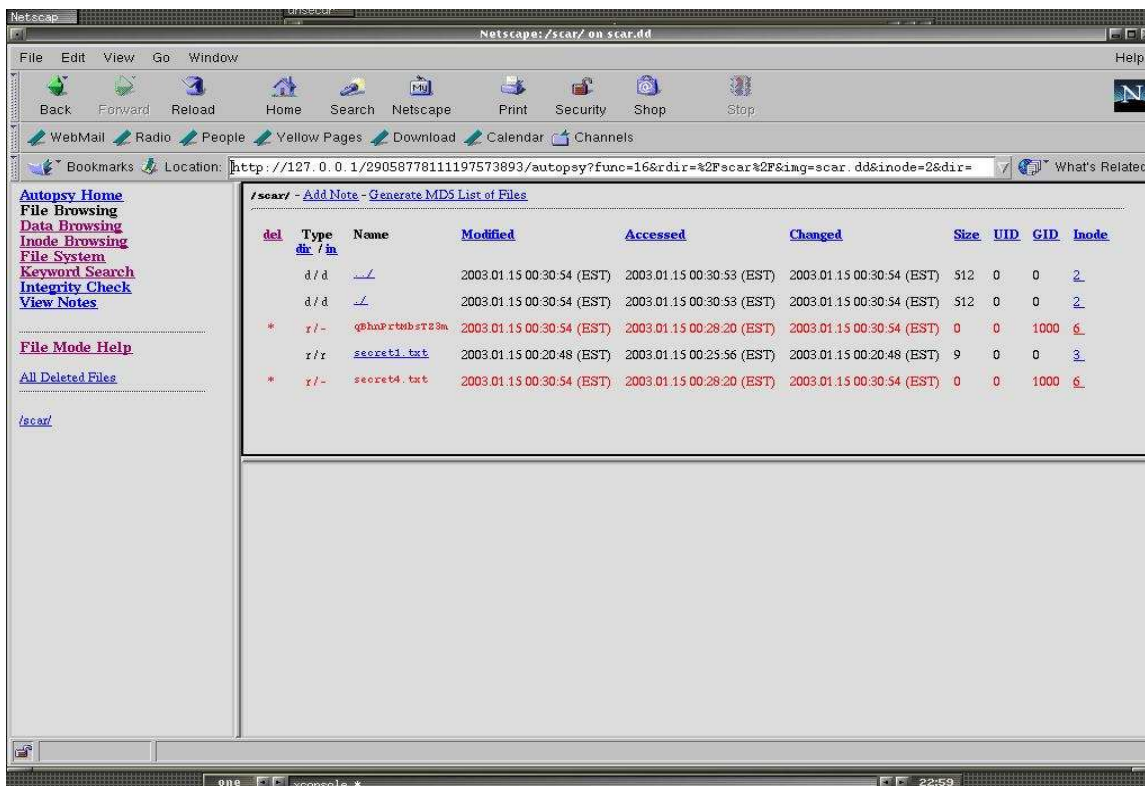 Netscap
Netscape: /scar/ on scar.dd
File Edit View Go Window Help
Back Forward Reload Home Search Netscape Print Security Shop Stop
WebMail Radio People Yellow Pages Download Calendar Channels
Bookmarks Location: http://127.0.0.1/29058778111197573893/autopsy?func=16&rdir=%2Fscar%2F&img=scar.dd&inode=2&dir= What's Related
Autopsy Home
File Browsing
Data Browsing
Inode Browsing
File System
Keyword Search
Integrity Check
View Notes
File Mode Help
All Deleted Files
/scar/
/scar/ - Add Note - Generate MD5 List of Files
del Type dir / in Name Modified Accessed Changed Size UID GID Inode
d / d ../ 2003.01.15 00:30:54 (EST) 2003.01.15 00:30:53 (EST) 2003.01.15 00:30:54 (EST) 512 0 0 2
d / d ./ 2003.01.15 00:30:54 (EST) 2003.01.15 00:30:53 (EST) 2003.01.15 00:30:54 (EST) 512 0 0 2
* r / - 2003.01.15 00:30:54 (EST) 2003.01.15 00:28:20 (EST) 2003.01.15 00:30:54 (EST) 0 0 1000 6
r / r secret1.txt 2003.01.15 00:20:48 (EST) 2003.01.15 00:25:56 (EST) 2003.01.15 00:20:48 (EST) 9 0 0 3
* r / - secret4.txt 2003.01.15 00:30:54 (EST) 2003.01.15 00:28:20 (EST) 2003.01.15 00:30:54 (EST) 0 0 1000 6
one xconsole * 22:59